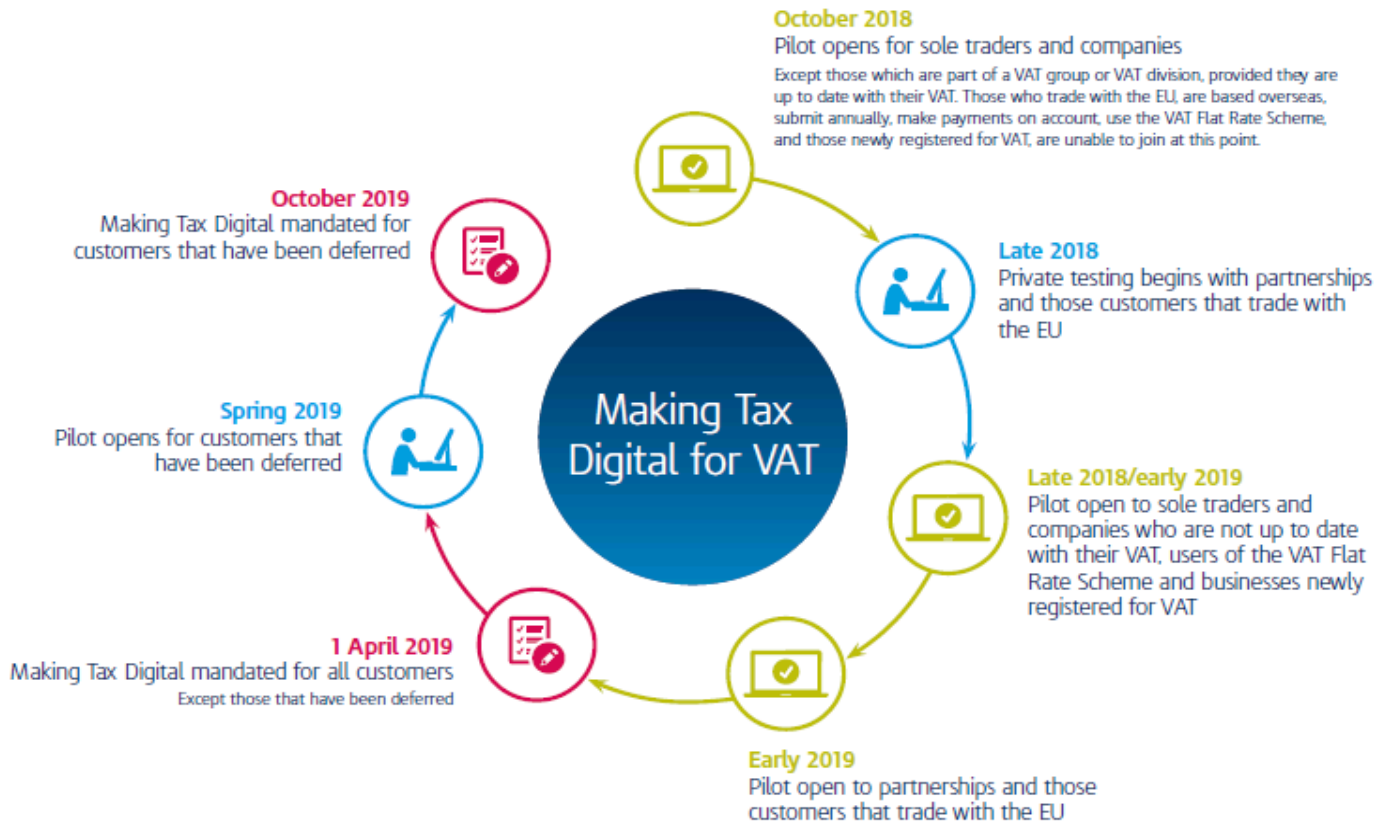 October 2018
Pilot opens for sole traders and companies
Except those which are part of a VAT group or VAT division, provided they are
up to date with their VAT. Those who trade with the EU, are based overseas,
submit annually, make payments on account, use the VAT Flat Rate Scheme,
and those newly registered for VAT, are unable to join at this point.
Late 2018
Private testing begins with partnerships
and those customers that trade with
the EU
Late 2018/early 2019
Pilot open to sole traders and
companies who are not up to date
with their VAT, users of the VAT Flat
Rate Scheme and businesses newly
registered for VAT
Early 2019
Pilot open to partnerships and those
customers that trade with the EU
1 April 2019
Making Tax Digital mandated for all customers
Except those that have been deferred
Spring 2019
Pilot opens for customers that
have been deferred
October 2019
Making Tax Digital mandated for
customers that have been deferred
Making Tax
Digital for VAT